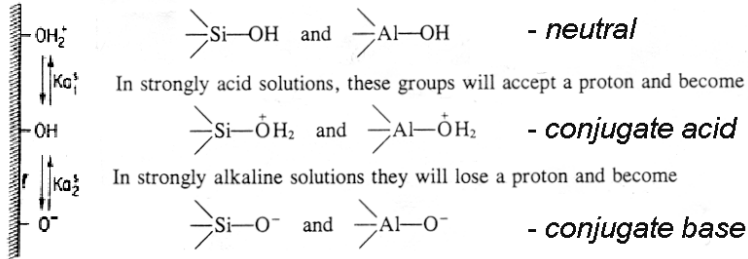 OH₂⁺
Si—OH and Al—OH - neutral
Ka₁ˢ
In strongly acid solutions, these groups will accept a proton and become
OH
Si—O⁺H₂ and Al—O⁺H₂ - conjugate acid
Ka₂ˢ
In strongly alkaline solutions they will lose a proton and become
O⁻
Si—O⁻ and Al—O⁻ - conjugate base